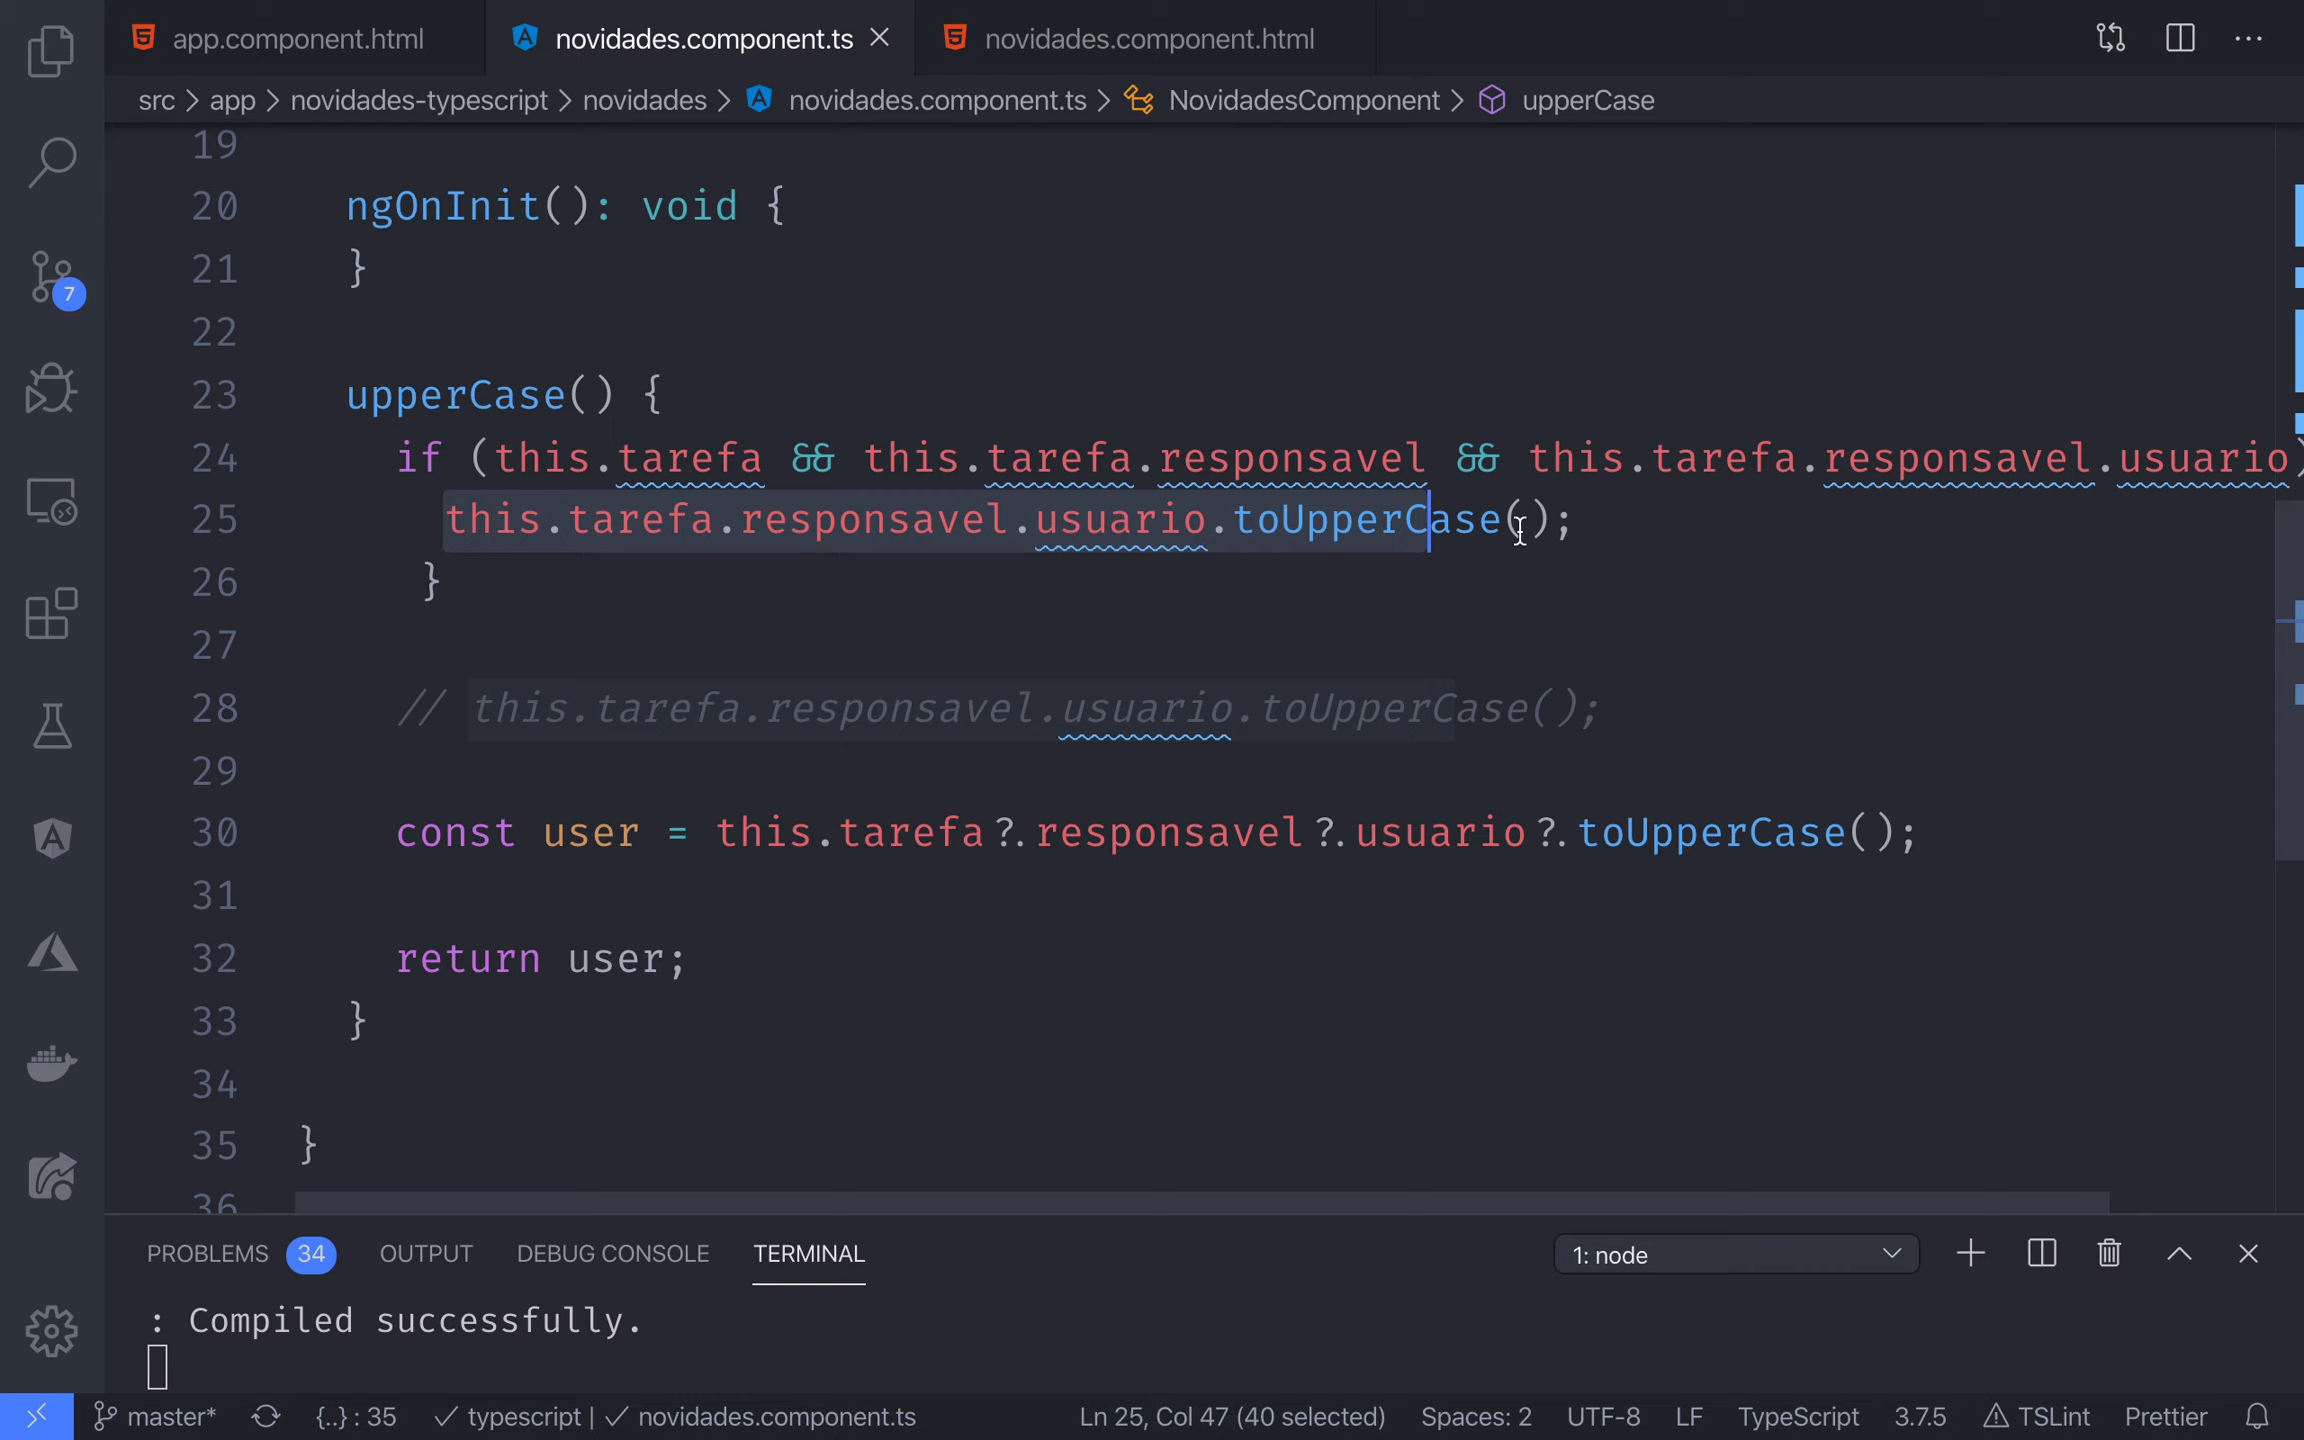 app.component.html novidades.component.ts novidades.component.html
src > app > novidades-typescript > novidades > novidades.component.ts > NovidadesComponent > upperCase
19
20 ngOnInit(): void {
21 }
22
23 upperCase() {
24 if (this.tarefa && this.tarefa.responsavel && this.tarefa.responsavel.usuario)
25 this.tarefa.responsavel.usuario.toUpperCase();
26 }
27
28 // this.tarefa.responsavel.usuario.toUpperCase();
29
30 const user = this.tarefa?.responsavel?.usuario?.toUpperCase();
31
32 return user;
33 }
34
35 }
36
7
PROBLEMS 34 OUTPUT DEBUG CONSOLE TERMINAL 1: node
: Compiled successfully.
master* {..} : 35 ✓ typescript | ✓ novidades.component.ts Ln 25, Col 47 (40 selected) Spaces: 2 UTF-8 LF TypeScript 3.7.5 TSLint Prettier